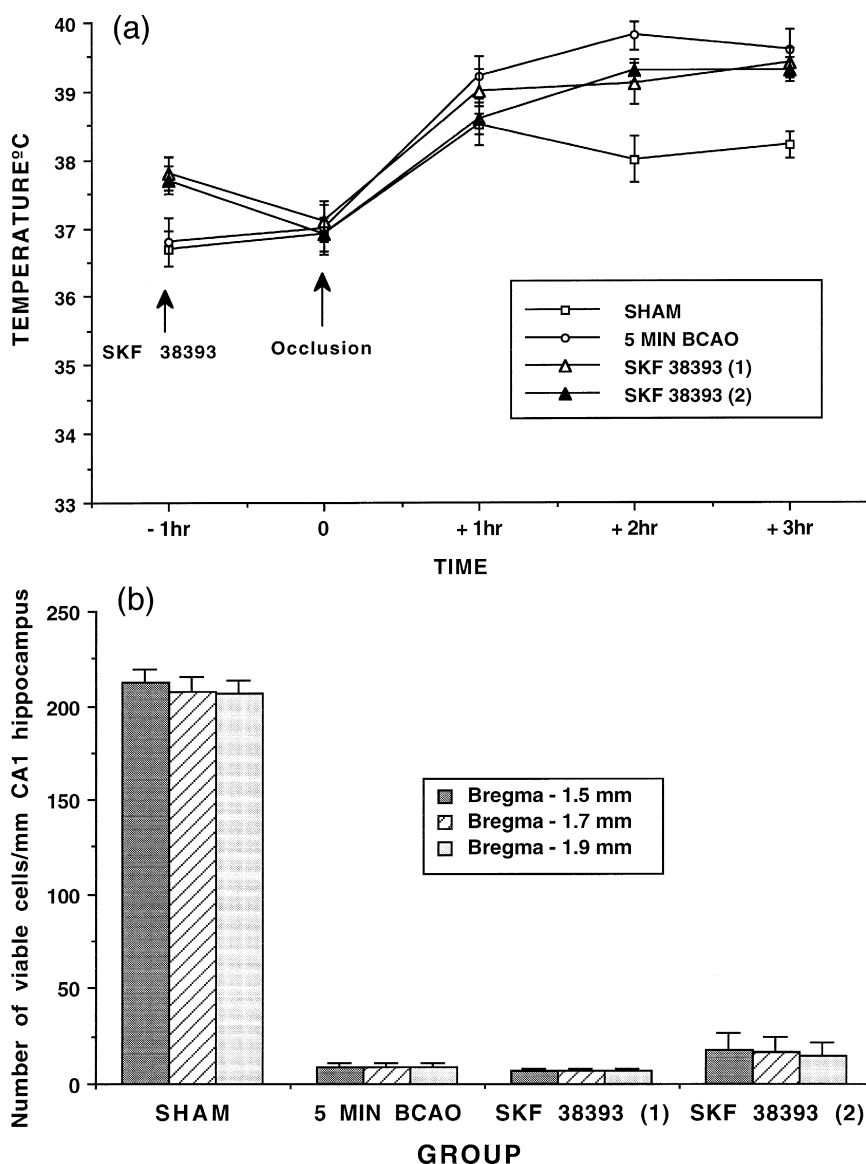 (a)
40
39
38
37
36
35
34
33
TEMPERATURE°C
SKF 38393
Occlusion
SHAM
5 MIN BCAO
SKF 38393 (1)
SKF 38393 (2)
- 1hr
0
+ 1hr
+ 2hr
+ 3hr
TIME
(b)
250
200
150
100
50
0
Number of viable cells/mm CA1 hippocampus
Bregma - 1.5 mm
Bregma - 1.7 mm
Bregma - 1.9 mm
SHAM
5 MIN BCAO
SKF 38393 (1)
SKF 38393 (2)
GROUP